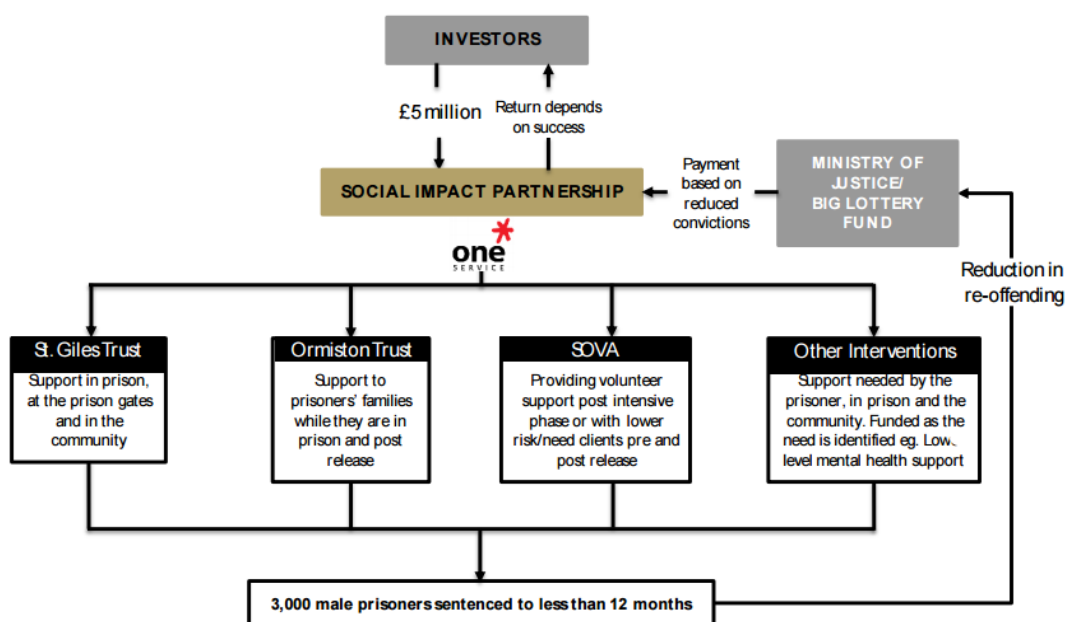 INVESTORS
£5 million
Return depends
on success
SOCIAL IMPACT PARTNERSHIP
Payment
based on
reduced
convictions
MINISTRY OF
JUSTICE/
BIG LOTTERY
FUND
one
SERVICE
Reduction in
re-offending
St. Giles Trust
Support in prison,
at the prison gates
and in the
community
Ormiston Trust
Support to
prisoners' families
while they are in
prison and post
release
SOVA
Providing volunteer
support post intensive
phase or with lower
risk/need clients pre and
post release
Other Interventions
Support needed by the
prisoner, in prison and the
community. Funded as the
need is identified eg. Low
level mental health support
3,000 male prisoners sentenced to less than 12 months